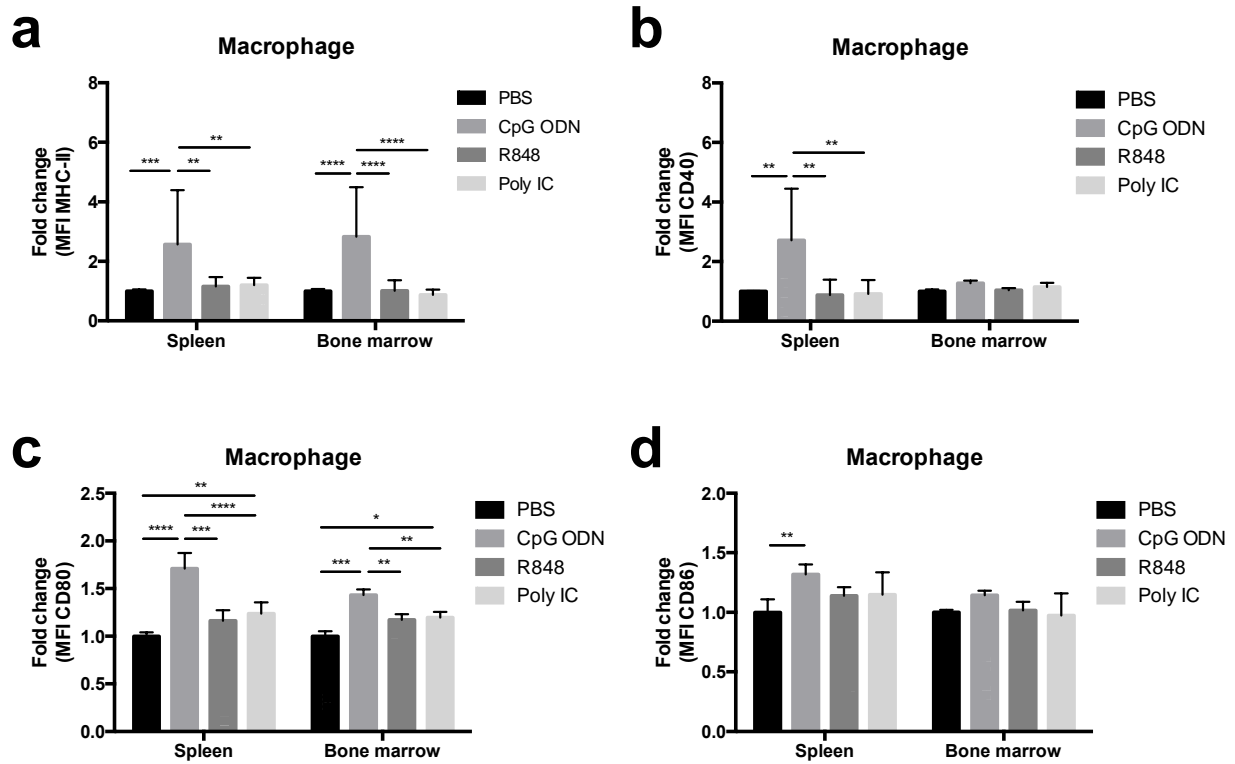 a
Macrophage
Fold change
(MFI MHC-II)
8
6
4
2
0
***
**
**
****
****
****
Spleen
Bone marrow
PBS
CpG ODN
R848
Poly IC
b
Macrophage
Fold change
(MFI CD40)
8
6
4
2
0
**
**
**
Spleen
Bone marrow
PBS
CpG ODN
R848
Poly IC
c
Macrophage
Fold change
(MFI CD80)
2.5
2.0
1.5
1.0
0.5
0.0
**
****
****
***
*
**
***
**
Spleen
Bone marrow
PBS
CpG ODN
R848
Poly IC
d
Macrophage
Fold change
(MFI CD86)
2.0
1.5
1.0
0.5
0.0
**
Spleen
Bone marrow
PBS
CpG ODN
R848
Poly IC